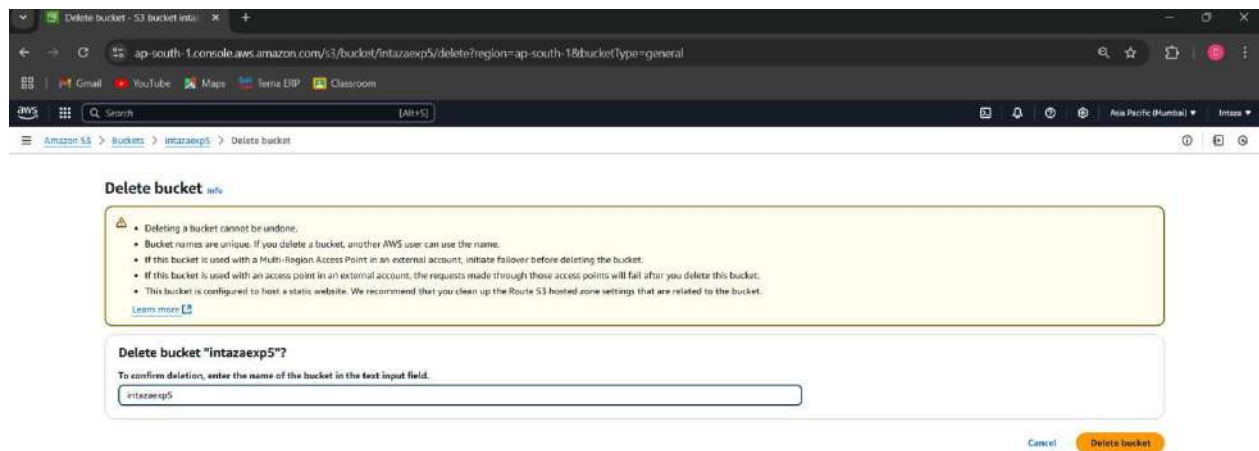 Delete bucket - S3 bucket inta
ap-south-1.console.aws.amazon.com/s3/bucket/intazaexp5/delete?region=ap-south-1&bucketType=general
Gmail YouTube Maps Terna ERP Classroom
aws Search [Alt+S] Asia Pacific (Mumbai) Intaza
Amazon S3 > Buckets > intazaexp5 > Delete bucket
Delete bucket Info
• Deleting a bucket cannot be undone.
• Bucket names are unique. If you delete a bucket, another AWS user can use the name.
• If this bucket is used with a Multi-Region Access Point in an external account, initiate failover before deleting the bucket.
• If this bucket is used with an access point in an external account, the requests made through those access points will fail after you delete this bucket.
• This bucket is configured to host a static website. We recommend that you clean up the Route 53 hosted zone settings that are related to the bucket.
Learn more
Delete bucket "intazaexp5"?
To confirm deletion, enter the name of the bucket in the text input field.
intazaexp5
Cancel Delete bucket